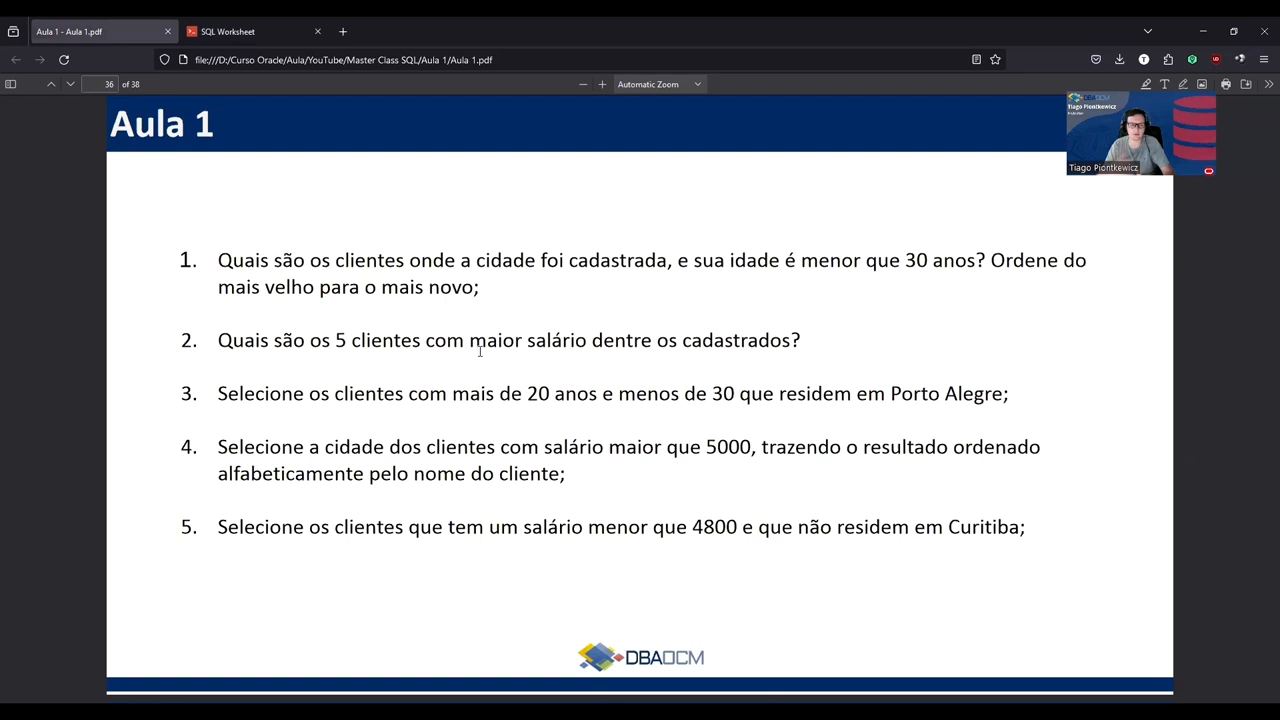 Aula 1 - Aula 1.pdf
SQL Worksheet
file:///D:/Curso Oracle/Aula/YouTube/Master Class SQL/Aula 1/Aula 1.pdf
36 of 38
Automatic Zoom
Aula 1
Tiago Piontkewicz
Tiago Piontkewicz
1. Quais são os clientes onde a cidade foi cadastrada, e sua idade é menor que 30 anos? Ordene do
mais velho para o mais novo;
2. Quais são os 5 clientes com maior salário dentre os cadastrados?
3. Selecione os clientes com mais de 20 anos e menos de 30 que residem em Porto Alegre;
4. Selecione a cidade dos clientes com salário maior que 5000, trazendo o resultado ordenado
alfabeticamente pelo nome do cliente;
5. Selecione os clientes que tem um salário menor que 4800 e que não residem em Curitiba;
DBAOCM